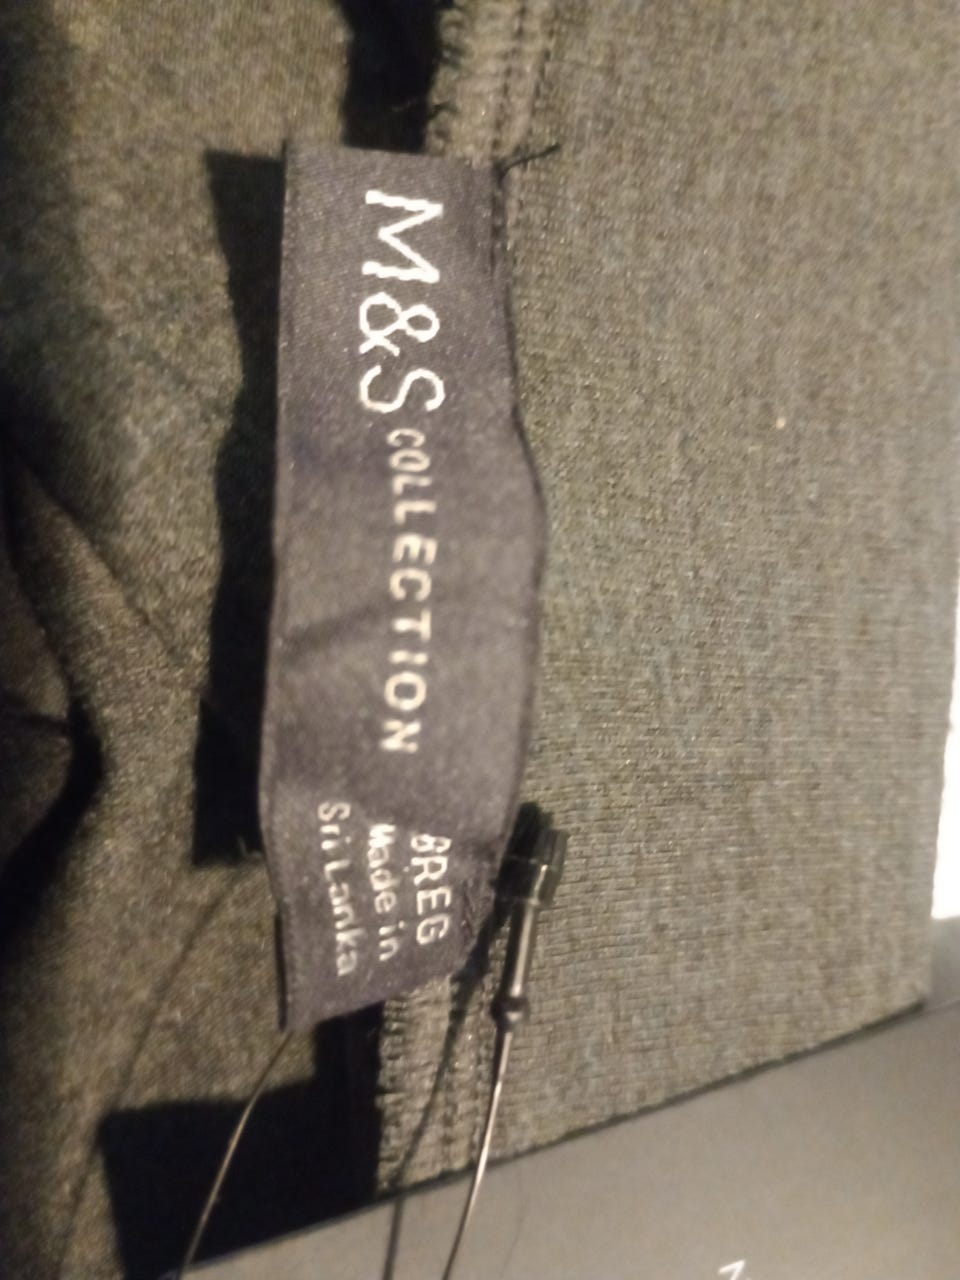 M&S COLLECTION
8REG
Made in
Sri Lanka